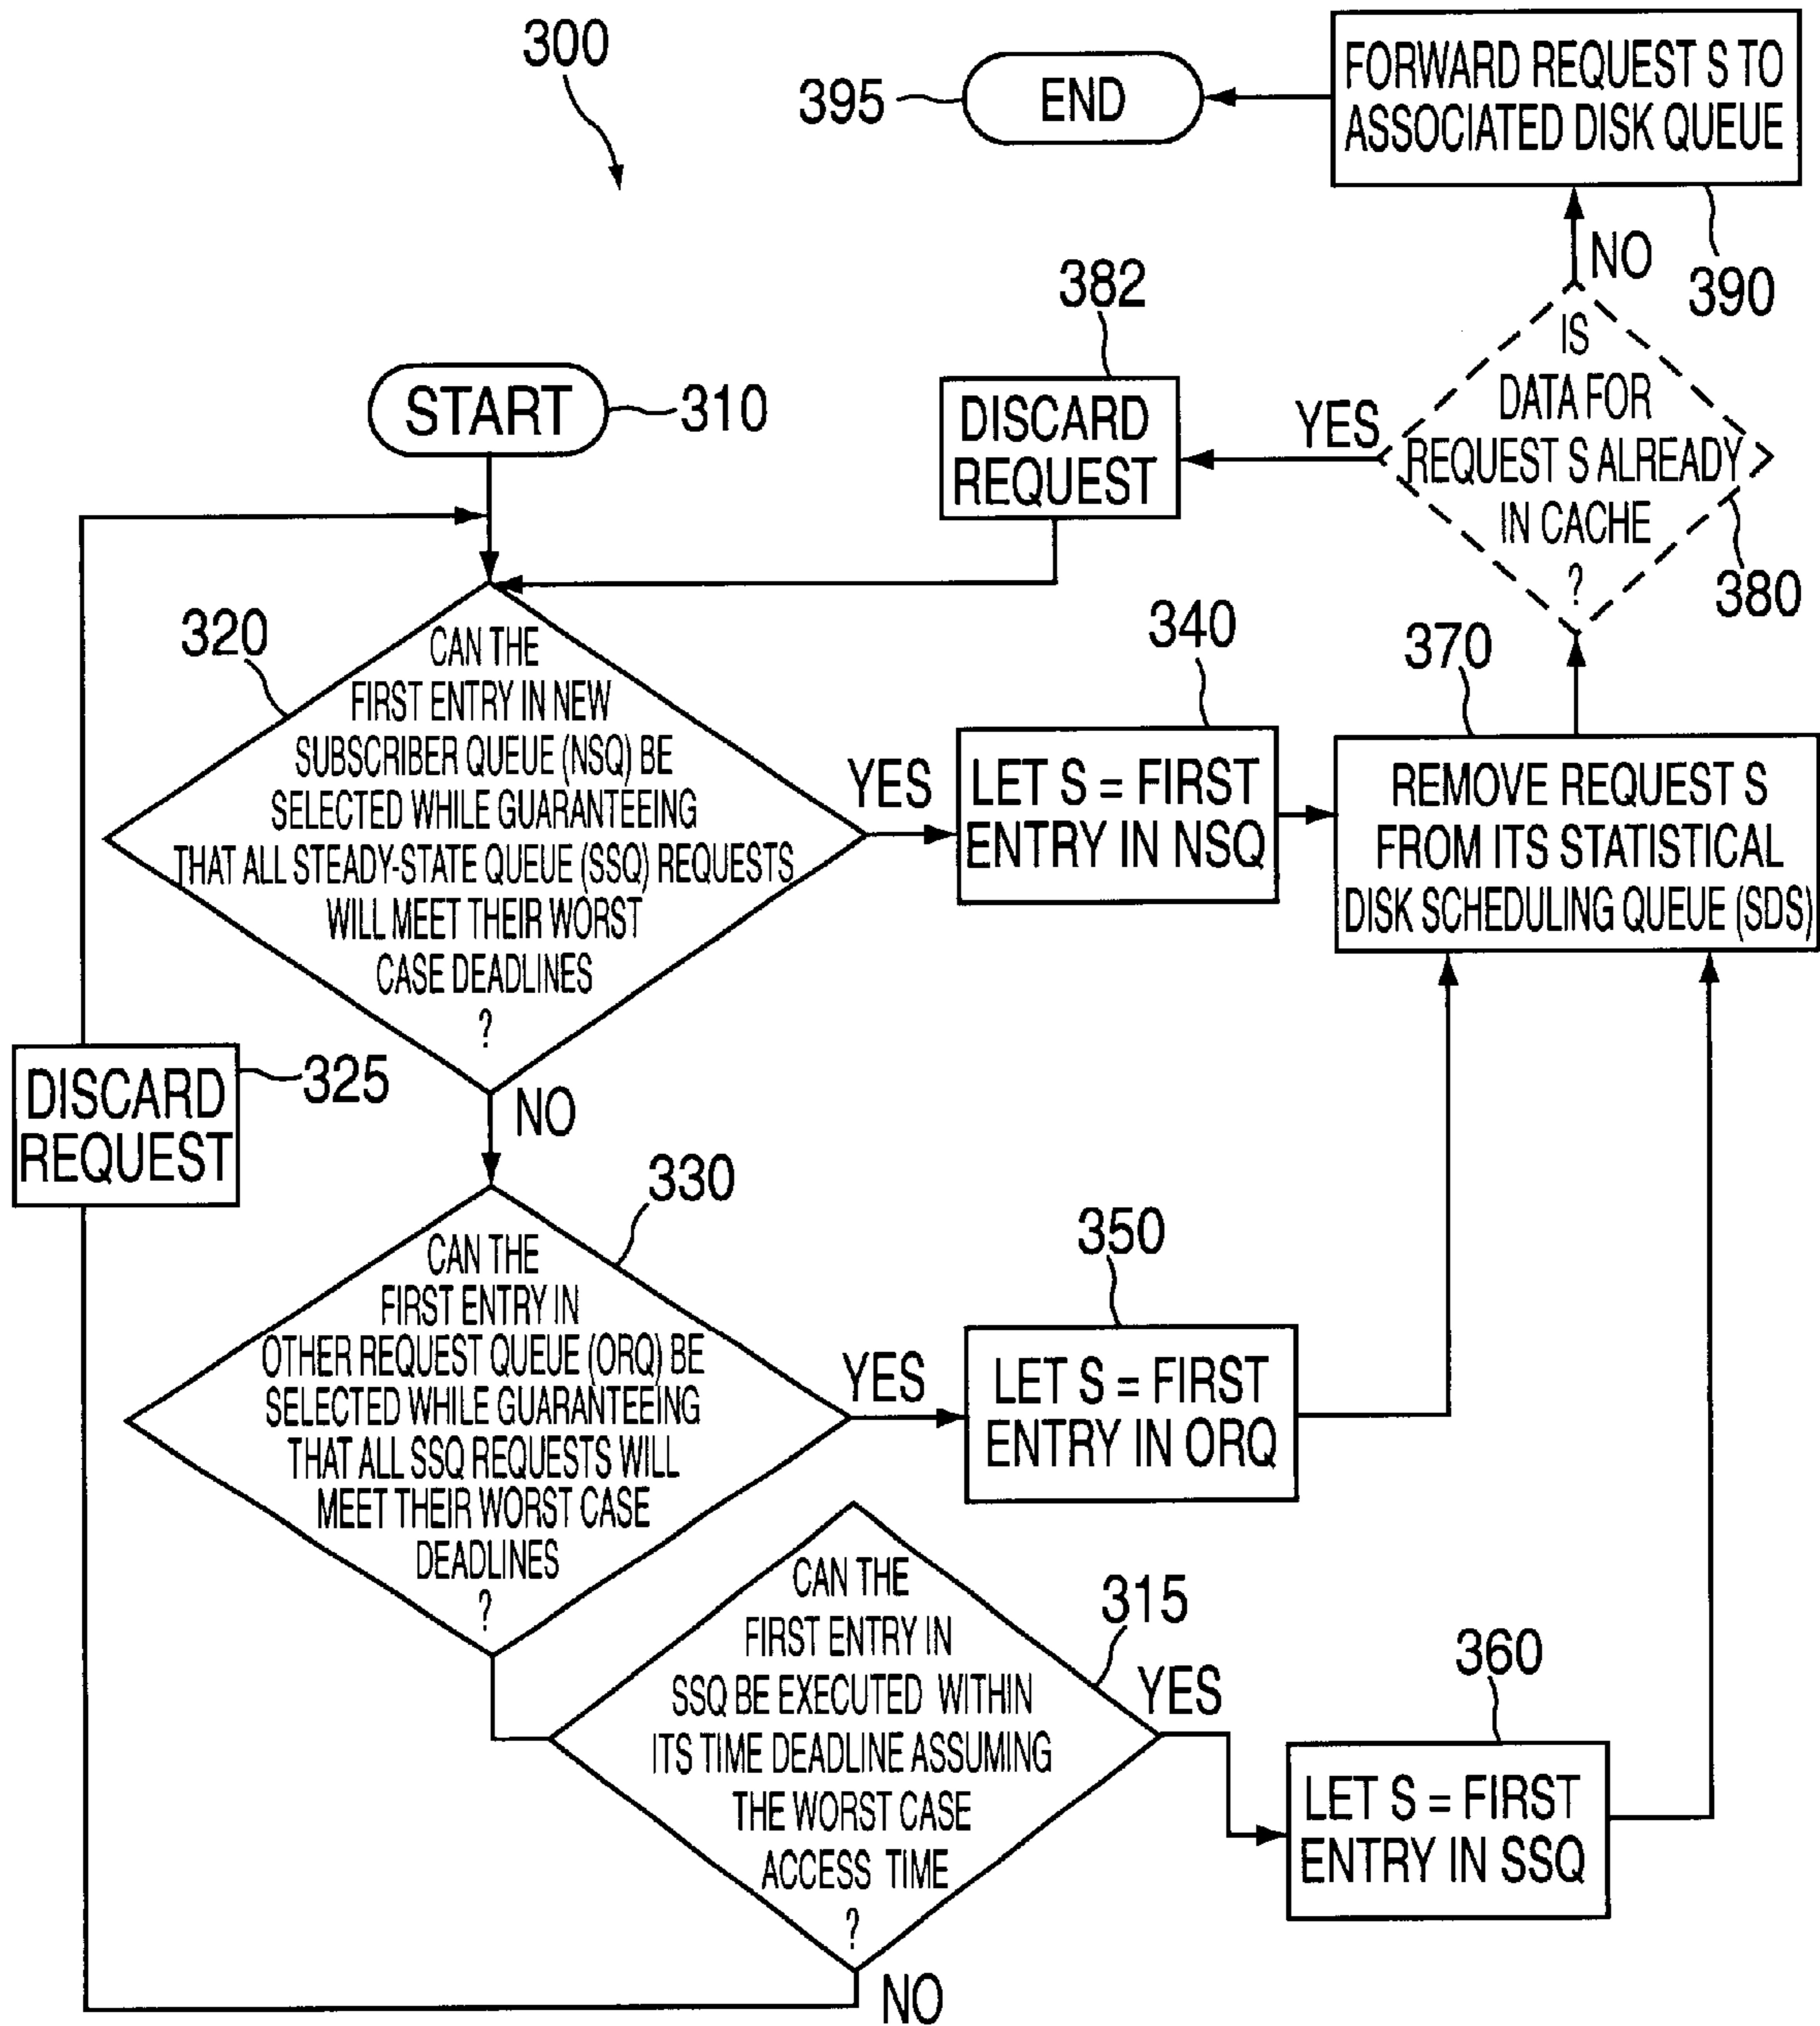 300
395
END
FORWARD REQUEST S TO
ASSOCIATED DISK QUEUE
390
NO
382
DISCARD
REQUEST
YES
IS
DATA FOR
REQUEST S ALREADY
IN CACHE
?
380
START
310
320
CAN THE
FIRST ENTRY IN NEW
SUBSCRIBER QUEUE (NSQ) BE
SELECTED WHILE GUARANTEEING
THAT ALL STEADY-STATE QUEUE (SSQ) REQUESTS
WILL MEET THEIR WORST
CASE DEADLINES
?
YES
340
LET S = FIRST
ENTRY IN NSQ
370
REMOVE REQUEST S
FROM ITS STATISTICAL
DISK SCHEDULING QUEUE (SDS)
DISCARD
REQUEST
325
NO
330
CAN THE
FIRST ENTRY IN
OTHER REQUEST QUEUE (ORQ) BE
SELECTED WHILE GUARANTEEING
THAT ALL SSQ REQUESTS WILL
MEET THEIR WORST CASE
DEADLINES
?
YES
350
LET S = FIRST
ENTRY IN ORQ
CAN THE
FIRST ENTRY IN
SSQ BE EXECUTED WITHIN
ITS TIME DEADLINE ASSUMING
THE WORST CASE
ACCESS TIME
?
315
YES
360
LET S = FIRST
ENTRY IN SSQ
NO